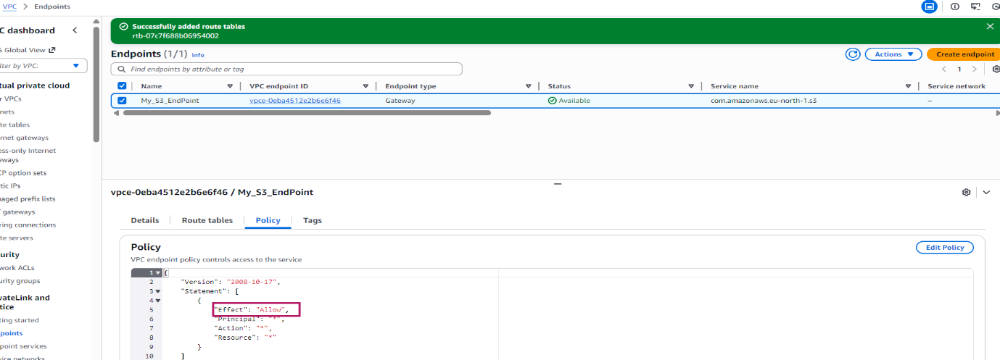 VPC > Endpoints
C dashboard
S Global View
lter by VPC:
tual private cloud
r VPCs
nets
te tables
rnet gateways
ess-only Internet
eways
CP option sets
tic IPs
naged prefix lists
T gateways
ring connections
te servers
urity
work ACLs
urity groups
vateLink and
tice
ting started
points
point services
vice networks
Successfully added route tables
rtb-07c7f688b06954002
Endpoints (1/1) Info
Actions
Create endpoint
Find endpoints by attribute or tag
1
Name VPC endpoint ID Endpoint type Status Service name Service network
My_S3_EndPoint vpce-0eba4512e2b6e6f46 Gateway Available com.amazonaws.eu-north-1.s3 –
vpce-0eba4512e2b6e6f46 / My_S3_EndPoint
Details Route tables Policy Tags
Policy
Edit Policy
VPC endpoint policy controls access to the service
1 {
2 "Version": "2008-10-17",
3 "Statement": [
4 {
5 "Effect": "Allow",
6 "Principal": "*",
7 "Action": "*",
8 "Resource": "*"
9 }
10 ]